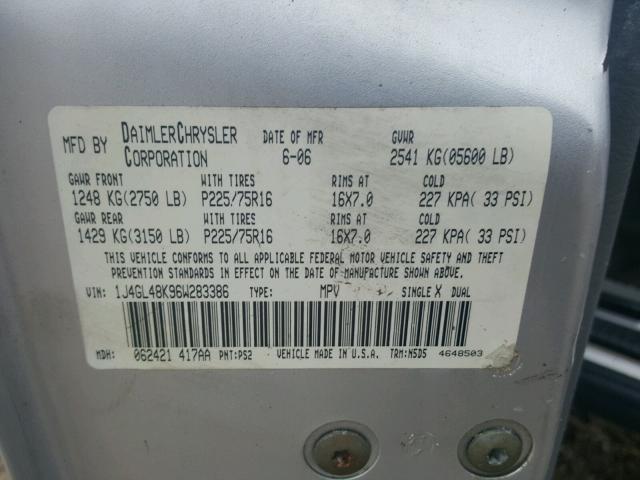 MFD BY DAIMLERCHRYSLER CORPORATION DATE OF MFR 6-06 GVWR 2541 KG(05600 LB)
GAWR FRONT WITH TIRES RIMS AT COLD
1248 KG(2750 LB) P225/75R16 16X7.0 227 KPA( 33 PSI)
GAWR REAR WITH TIRES RIMS AT COLD
1429 KG(3150 LB) P225/75R16 16X7.0 227 KPA( 33 PSI)
THIS VEHICLE CONFORMS TO ALL APPLICABLE FEDERAL MOTOR VEHICLE SAFETY AND THEFT
PREVENTION STANDARDS IN EFFECT ON THE DATE OF MANUFACTURE SHOWN ABOVE.
VIN: 1J4GL48K96W283386 TYPE: MPV SINGLE X DUAL
MDH: 062421 417AA PNT:PS2 VEHICLE MADE IN U.S.A. TRM:N5D5 4648503